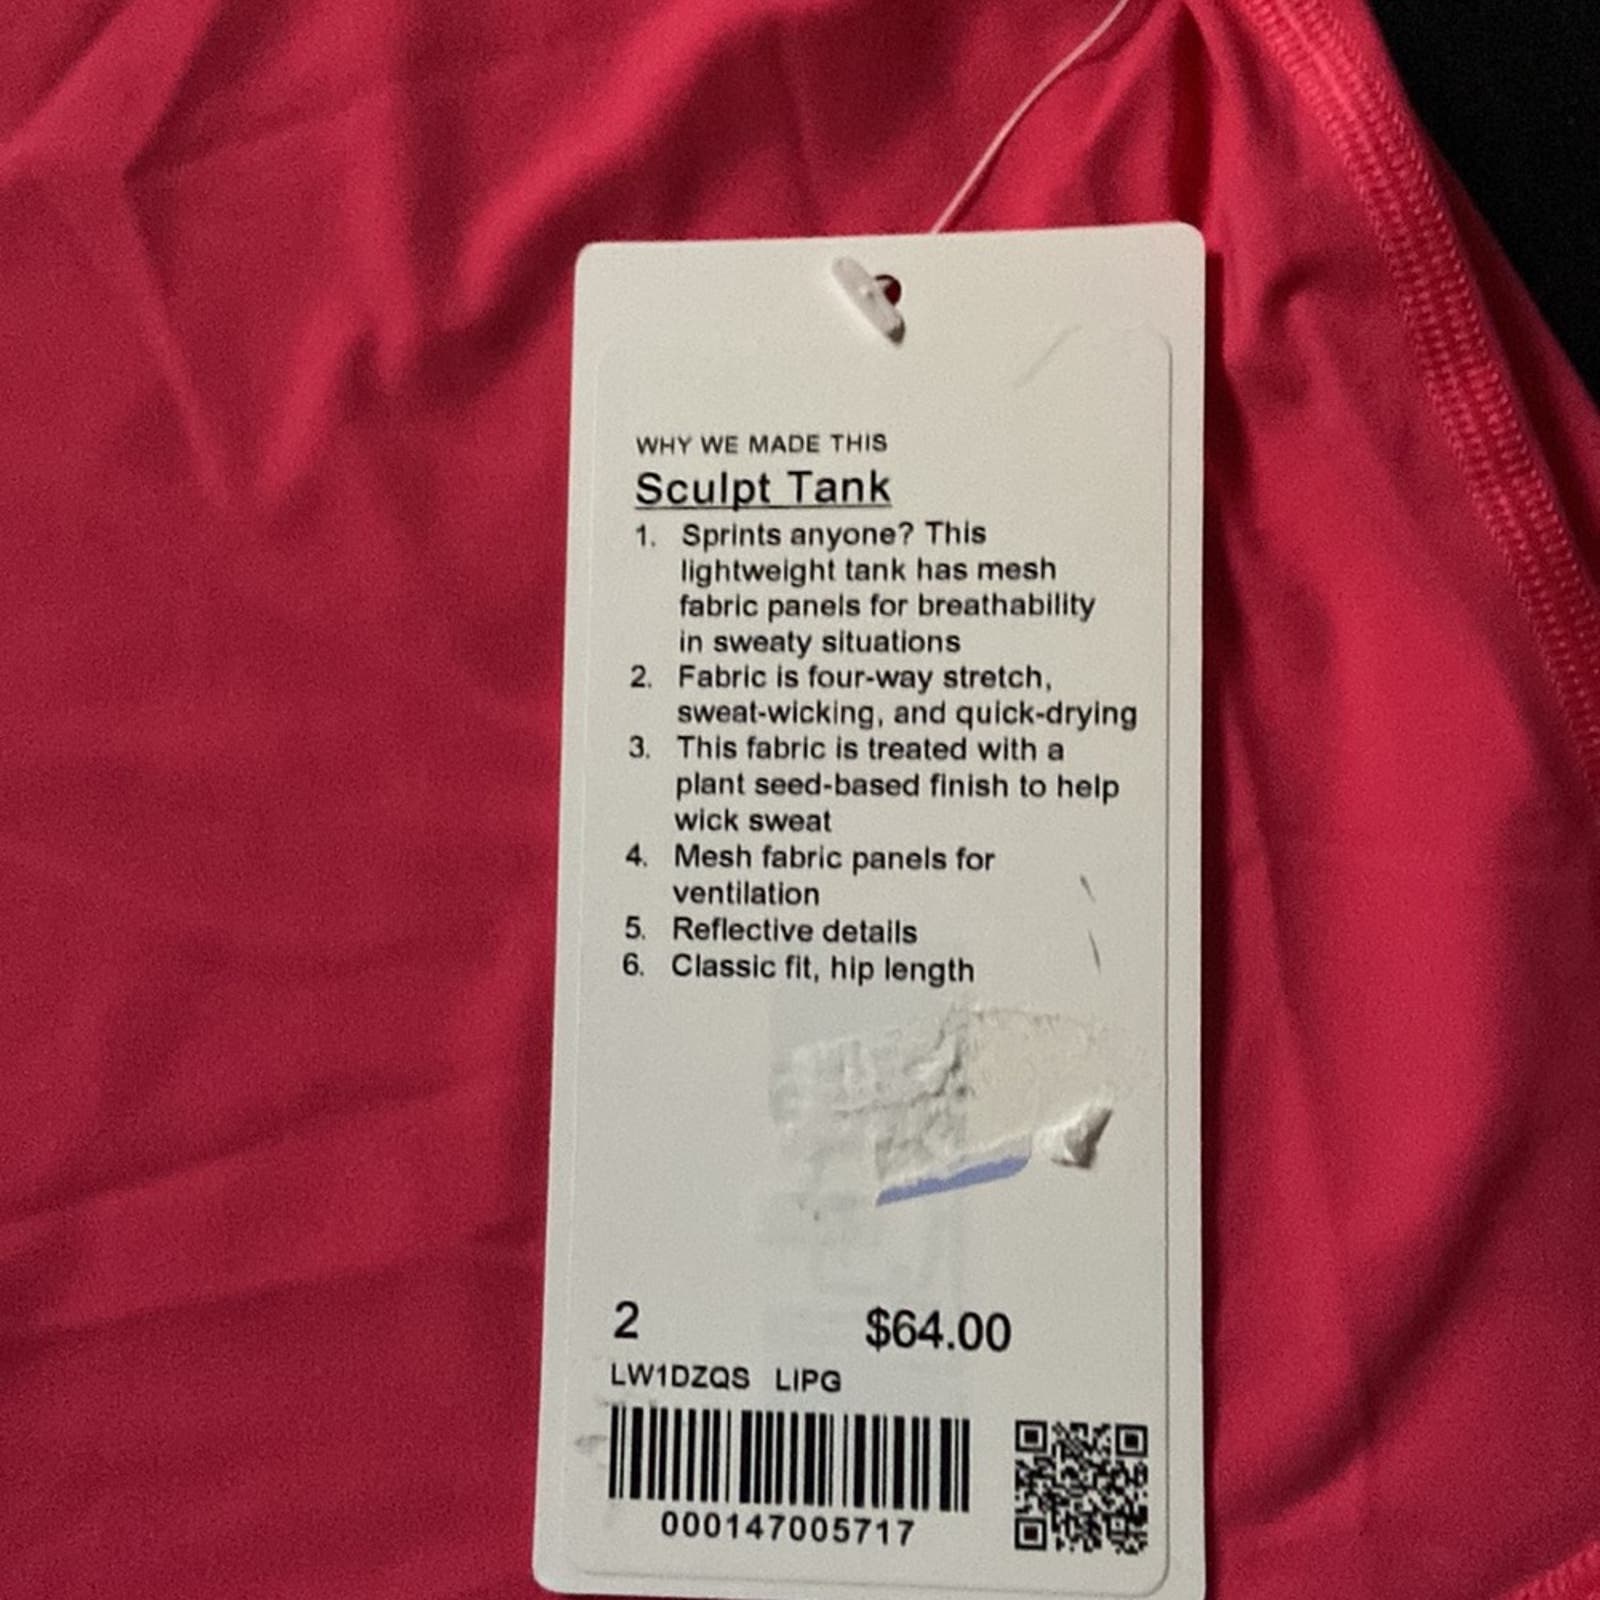 WHY WE MADE THIS
Sculpt Tank
1. Sprints anyone? This
lightweight tank has mesh
fabric panels for breathability
in sweaty situations
2. Fabric is four-way stretch,
sweat-wicking, and quick-drying
3. This fabric is treated with a
plant seed-based finish to help
wick sweat
4. Mesh fabric panels for
ventilation
5. Reflective details
6. Classic fit, hip length
2 $64.00
LW1DZQS LIPG
000147005717